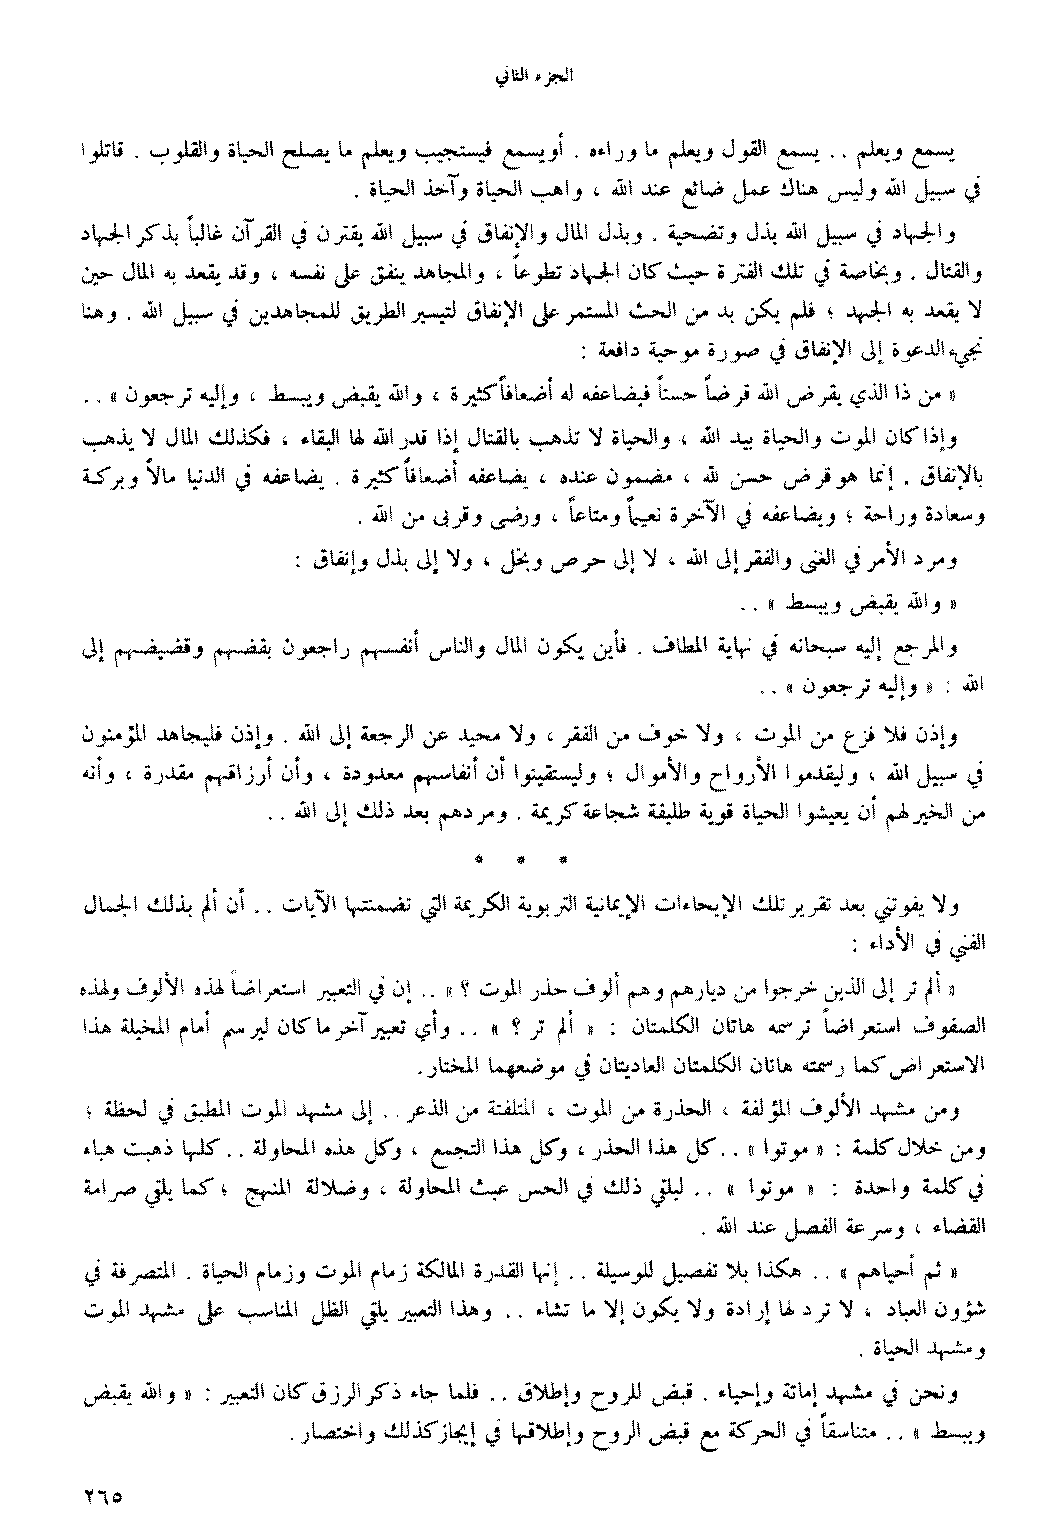 الجزء الثاني
يسمع ويعلم .. يسمع القول ويعلم ما وراءه . أو يسمع فيستجيب ويعلم ما يصلح الحياة والقلوب . قاتلوا
في سبيل الله وليس هناك عمل ضائع عند الله ، واهب الحياة وآخذ الحياة .
والجهاد في سبيل الله بذل وتضحية . وبذل المال والإنفاق في سبيل الله يقترن في القرآن غالباً بذكر الجهاد
والقتال . وبخاصة في تلك الفترة حيث كان الجهاد تطوعاً ، والمجاهد ينفق على نفسه ، وقد يقعد به المال حين
لا يقعد به الجهد ؛ فلم يكن بد من الحث المستمر على الإنفاق لتيسير الطريق للمجاهدين في سبيل الله . وهنا
تجيء الدعوة إلى الإنفاق في صورة موحية دافعة :
« من ذا الذي يقرض الله قرضاً حسناً فيضاعفه له أضعافاً كثيرة ، والله يقبض ويبسط ، وإليه ترجعون » ..
وإذا كان الموت والحياة بيد الله ، والحياة لا تذهب بالقتال إذا قدر الله لها البقاء ، فكذلك المال لا يذهب
بالإنفاق . إنما هو قرض حسن لله ، مضمون عنده ، يضاعفه أضعافاً كثيرة . يضاعفه في الدنيا مالاً وبركة
وسعادة وراحة ؛ ويضاعفه في الآخرة نعيماً ومتاعاً ، ورضى وقربى من الله .
ومرد الأمر في الغنى والفقر إلى الله ، لا إلى حرص وبخل ، ولا إلى بذل وإنفاق :
« والله يقبض ويبسط » ..
والمرجع إليه سبحانه في نهاية المطاف . فأين يكون المال والناس أنفسهم راجعون بقضهم وقضيضهم إلى
الله : « وإليه ترجعون » ..
وإذن فلا فزع من الموت ، ولا خوف من الفقر ، ولا محيد عن الرجعة إلى الله . وإذن فليجاهد المؤمنون
في سبيل الله ، وليقدموا الأرواح والأموال ؛ وليستقينوا أن أنفاسهم معدودة ، وأن أرزاقهم مقدرة ، وأنه
من الخير لهم أن يعيشوا الحياة قوية طليقة شجاعة كريمة . ومردهم بعد ذلك إلى الله ..
* * *
ولا يفوتني بعد تقرير تلك الإيحاءات الإيمانية التربوية الكريمة التي تضمنتها الآيات .. أن ألم بذلك الجمال
الفني في الأداء :
« ألم تر إلى الذين خرجوا من ديارهم وهم ألوف حذر الموت ؟ » .. إن في التعبير استعراضاً لهذه الألوف ولهذه
الصفوف استعراضاً ترسمه هاتان الكلمتان : « ألم تر ؟ » .. وأي تعبير آخر ما كان ليرسم أمام المخيلة هذا
الاستعراض كما رسمته هاتان الكلمتان العاديتان في موضعهما المختار .
ومن مشهد الألوف المؤلفة ، الحذرة من الموت ، المتلفتة من الذعر .. إلى مشهد الموت المطبق في لحظة ؛
ومن خلال كلمة : « موتوا » .. كل هذا الحذر ، وكل هذا التجمع ، وكل هذه المحاولة .. كلها ذهبت هباء
في كلمة واحدة : « موتوا » .. ليلقي ذلك في الحس عبث المحاولة ، وضلالة المنهج ؛ كما يلقي صرامة
القضاء ، وسرعة الفصل عند الله .
« ثم أحياهم » .. هكذا بلا تفصيل للوسيلة .. إنها القدرة المالكة زمام الموت وزمام الحياة . المتصرفة في
شؤون العباد ، لا ترد لها إرادة ولا يكون إلا ما تشاء .. وهذا التعبير يلقي الظل المناسب على مشهد الموت
ومشهد الحياة .
ونحن في مشهد إماتة وإحياء . قبض للروح وإطلاق .. فلما جاء ذكر الرزق كان التعبير : « والله يقبض
ويبسط » .. متناسقاً في الحركة مع قبض الروح وإطلاقها في إيجاز كذلك واختصار .
٢٦٥